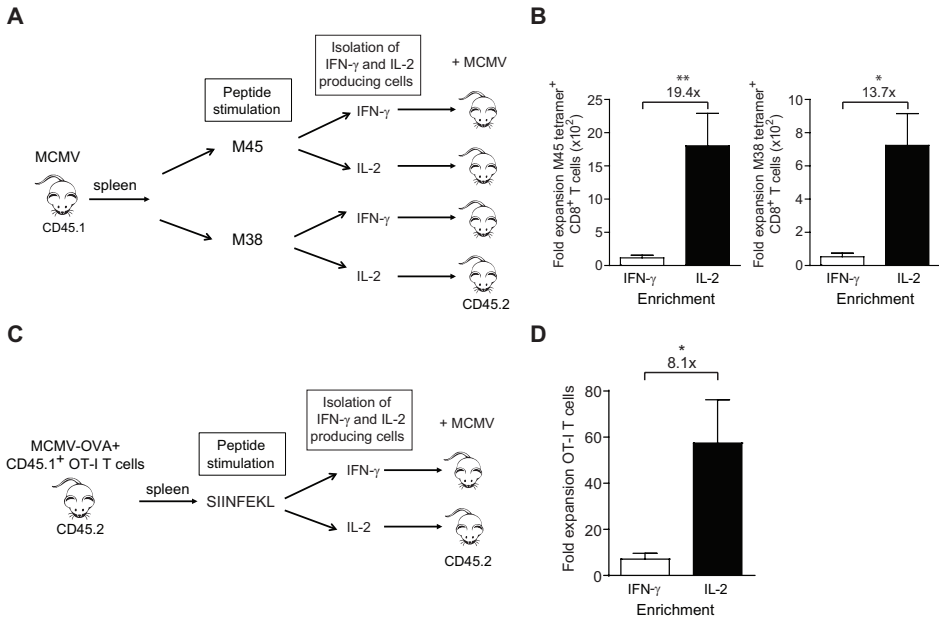 A
MCMV
CD45.1
spleen
Peptide
stimulation
M45
M38
Isolation of
IFN-γ and IL-2
producing cells
IFN-γ
IL-2
IFN-γ
IL-2
+ MCMV
CD45.2
B
Fold expansion M45 tetramer+
CD8+ T cells (x10²)
25
20
15
10
5
0
**
19.4x
IFN-γ IL-2
Enrichment
Fold expansion M38 tetramer+
CD8+ T cells (x10²)
10
8
6
4
2
0
*
13.7x
IFN-γ IL-2
Enrichment
C
MCMV-OVA+
CD45.1+ OT-I T cells
CD45.2
spleen
Peptide
stimulation
SIINFEKL
Isolation of
IFN-γ and IL-2
producing cells
IFN-γ
IL-2
+ MCMV
CD45.2
D
Fold expansion OT-I T cells
80
60
40
20
0
*
8.1x
IFN-γ IL-2
Enrichment